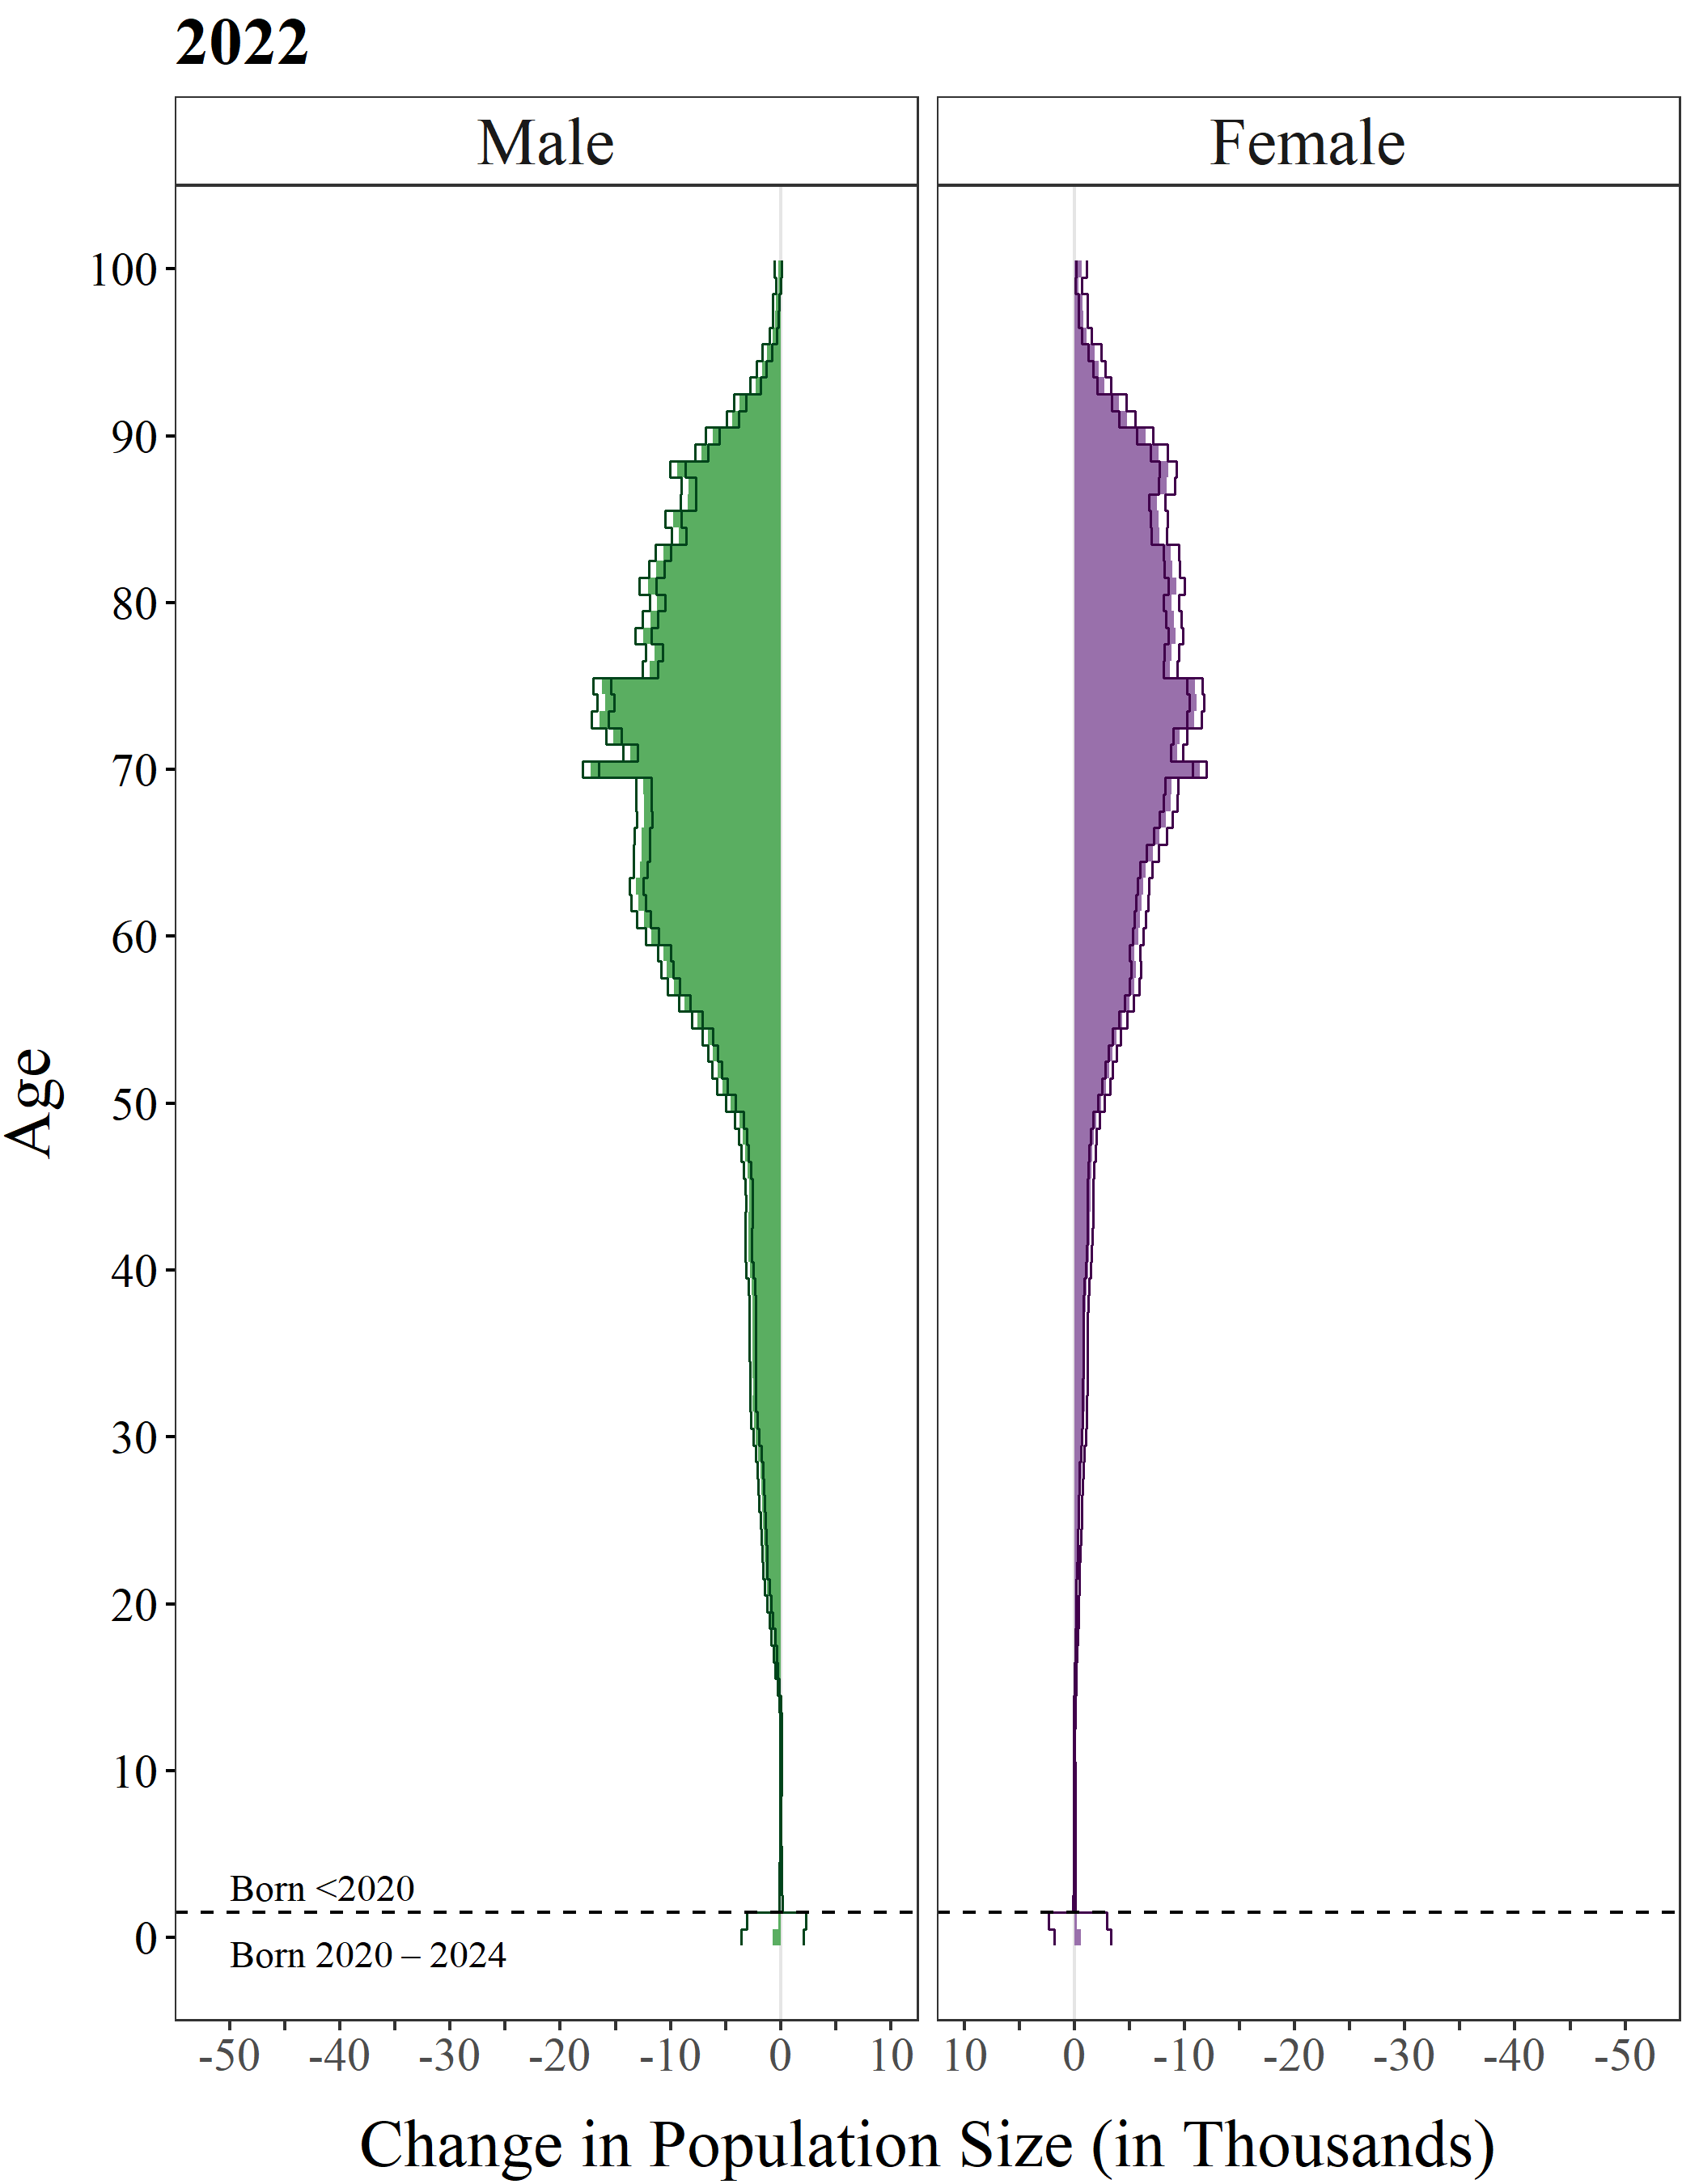 2022
Male
Female
100
90
80
70
60
50
40
30
20
10
0
Age
Born <2020
Born 2020 – 2024
-50 -40 -30 -20 -10 0 10
10 0 -10 -20 -30 -40 -50
Change in Population Size (in Thousands)